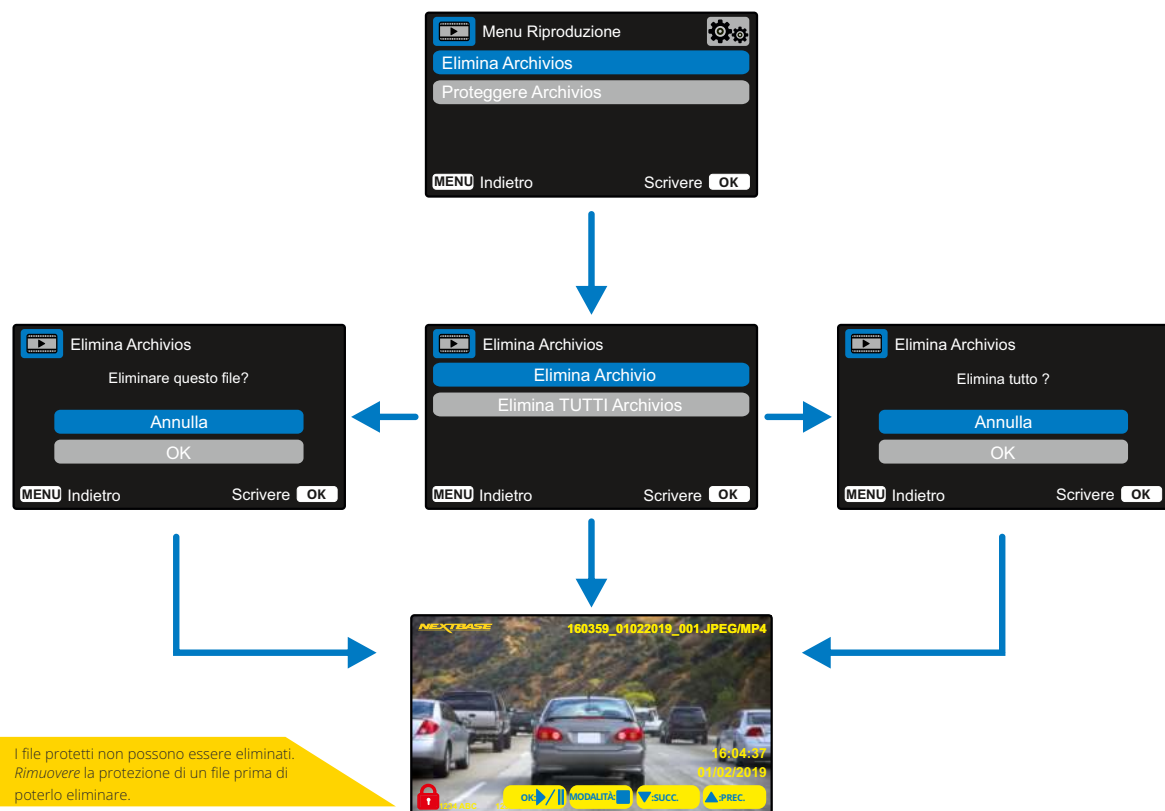 Menu Riproduzione
Elimina Archivios
Proteggere Archivios
MENU Indietro Scrivere OK
Elimina Archivios
Eliminare questo file?
Annulla
OK
MENU Indietro Scrivere OK
Elimina Archivios
Elimina Archivio
Elimina TUTTI Archivios
MENU Indietro Scrivere OK
Elimina Archivios
Elimina tutto ?
Annulla
OK
MENU Indietro Scrivere OK
NEXTBASE 160359_01022019_001.JPEG/MP4
16:04:37
01/02/2019
OK: MODALITÀ: :SUCC. :PREC.
I file protetti non possono essere eliminati.
Rimuovere la protezione di un file prima di
poterlo eliminare.